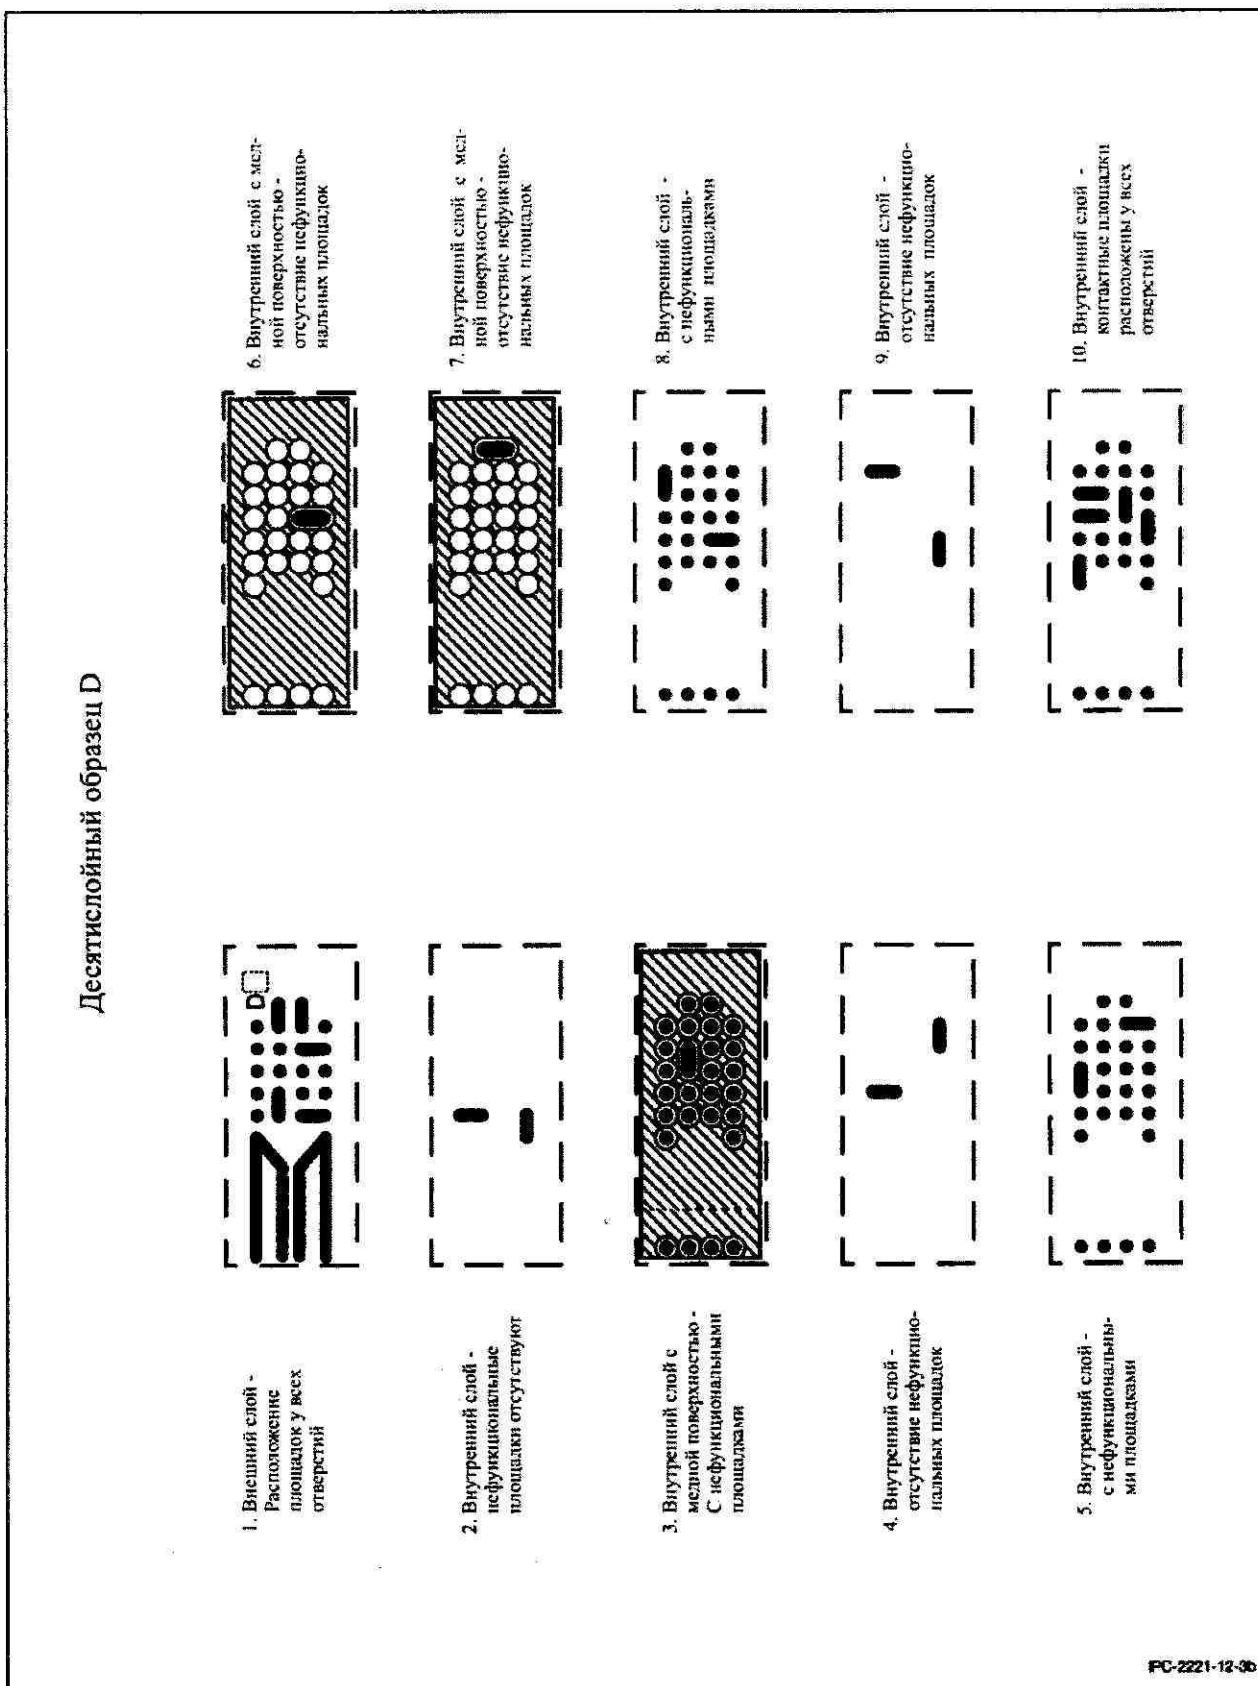 Десятислойный образец D
1. Внешний слой -
Расположение
площадок у всех
отверстий
2. Внутренний слой -
нефункциональные
площадки отсутствуют
3. Внутренний слой с
медной поверхностью -
С нефункциональными
площадками
4. Внутренний слой -
отсутствие нефункцио-
нальных площадок
5. Внутренний слой -
с нефункциональны-
ми площадками
6. Внутренний слой с мед-
ной поверхностью -
отсутствие нефункцио-
нальных площадок
7. Внутренний слой с мед-
ной поверхностью -
отсутствие нефункцио-
нальных площадок
8. Внутренний слой -
с нефункциональ-
ными площадками
9. Внутренний слой -
отсутствие нефункцио-
нальных площадок
10. Внутренний слой -
контактные площадки
расположены у всех
отверстий
D
IPC-2221-12-3b